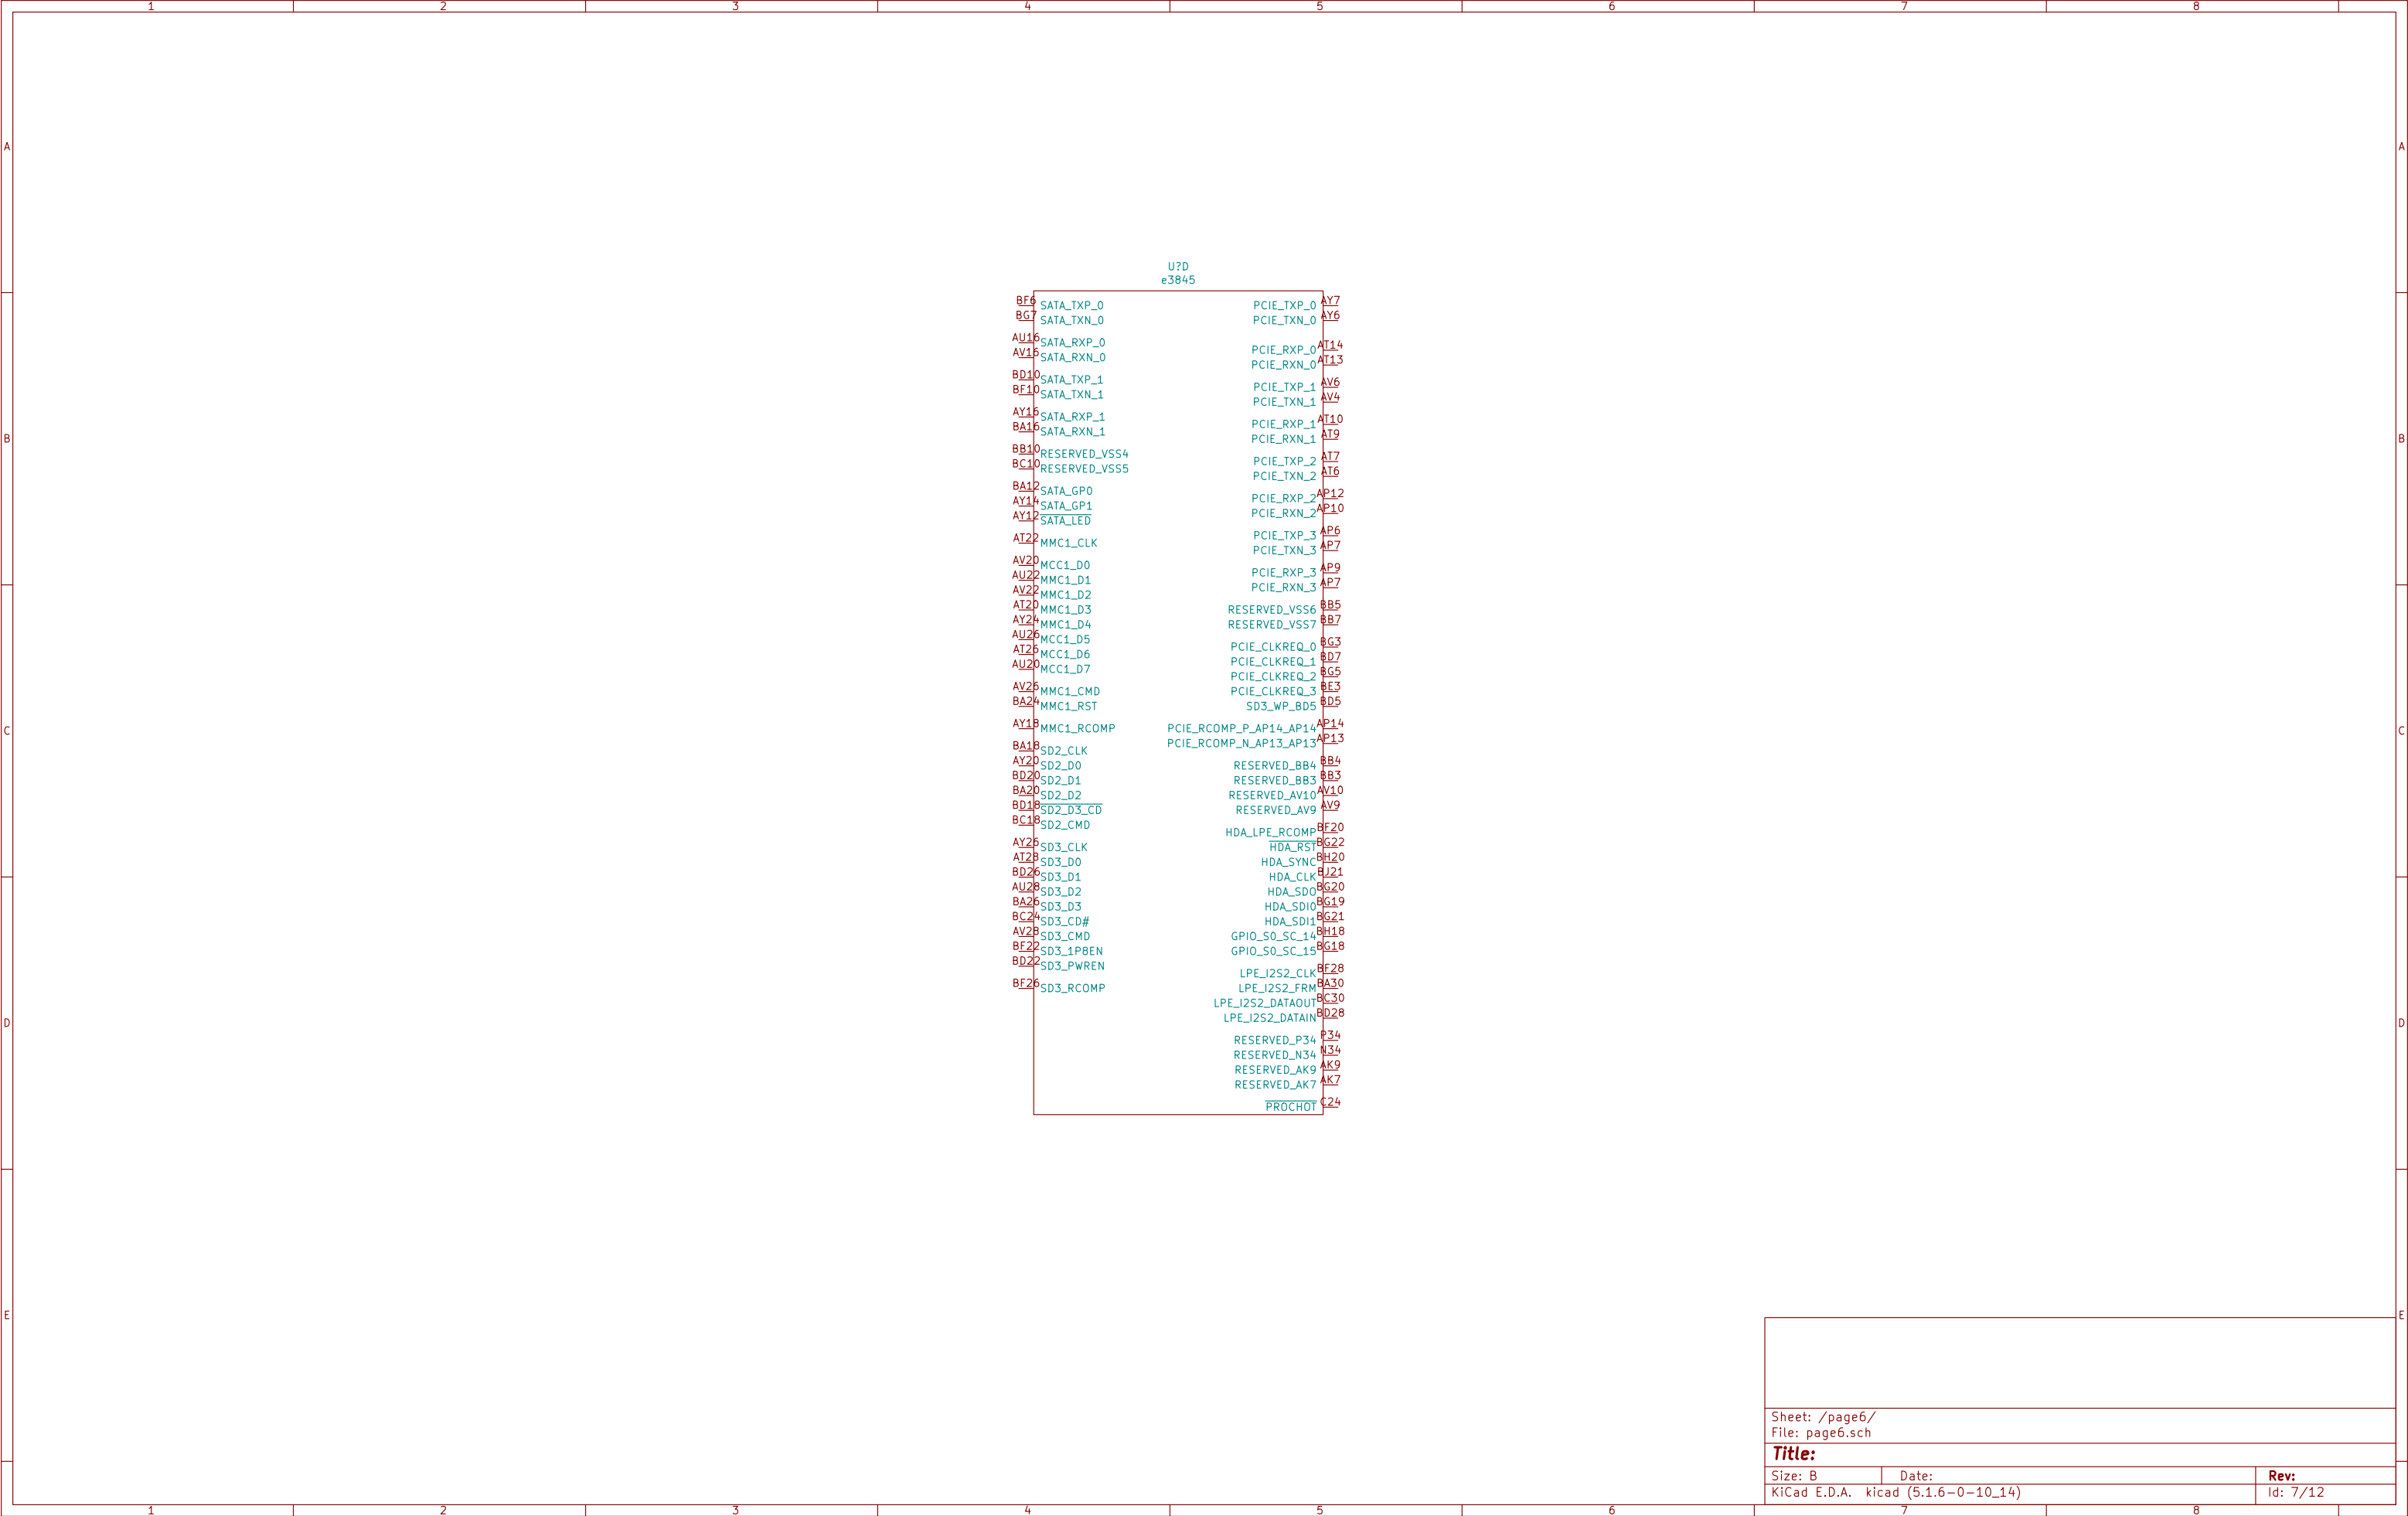 1 2 3 4 5 6 7 8
A A
U?D
e3845
BF6 SATA_TXP_0 PCIE_TXP_0 AY7
BG7 SATA_TXN_0 PCIE_TXN_0 AY6
AU16 SATA_RXP_0
PCIE_RXP_0 AT14
AV16 SATA_RXN_0
PCIE_RXN_0 AT13
BD10 SATA_TXP_1
PCIE_TXP_1 AV6
BF10 SATA_TXN_1
PCIE_TXN_1 AV4
AY16 SATA_RXP_1
PCIE_RXP_1 AT10
BA16 SATA_RXN_1
B B
PCIE_RXN_1 AT9
BB10 RESERVED_VSS4
PCIE_TXP_2 AT7
BC10 RESERVED_VSS5
PCIE_TXN_2 AT6
BA12 SATA_GP0
PCIE_RXP_2 AP12
AY14 SATA_GP1
PCIE_RXN_2 AP10
AY12 SATA_LED
PCIE_TXP_3 AP6
AT22 MMC1_CLK
PCIE_TXN_3 AP7
AV20 MCC1_D0
PCIE_RXP_3 AP9
AU22 MMC1_D1
PCIE_RXN_3 AP7
AV22 MMC1_D2
AT20 MMC1_D3 RESERVED_VSS6 BB5
AY24 MMC1_D4 RESERVED_VSS7 BB7
AU26 MCC1_D5
PCIE_CLKREQ_0 BG3
AT26 MCC1_D6
PCIE_CLKREQ_1 BD7
AU20 MCC1_D7
PCIE_CLKREQ_2 BG5
AV26 MMC1_CMD PCIE_CLKREQ_3 BE3
BA24 MMC1_RST SD3_WP_BD5 BD5
AY18 MMC1_RCOMP PCIE_RCOMP_P_AP14_AP14 AP14
C C
PCIE_RCOMP_N_AP13_AP13 AP13
BA18 SD2_CLK
AY20 SD2_D0 RESERVED_BB4 BB4
BD20 SD2_D1 RESERVED_BB3 BB3
BA20 SD2_D2 RESERVED_AV10 AV10
BD18 SD2_D3_CD RESERVED_AV9 AV9
BC18 SD2_CMD
HDA_LPE_RCOMP BF20
AY26 SD3_CLK HDA_RST BG22
AT28 SD3_D0 HDA_SYNC BH20
BD26 SD3_D1 HDA_CLK BJ21
AU28 SD3_D2 HDA_SDO BG20
BA26 SD3_D3 HDA_SDI0 BG19
BC24 SD3_CD# HDA_SDI1 BG21
AV28 SD3_CMD GPIO_S0_SC_14 BH18
BF22 SD3_1P8EN GPIO_S0_SC_15 BG18
BD22 SD3_PWREN
LPE_I2S2_CLK BF28
BF26 SD3_RCOMP LPE_I2S2_FRM BA30
LPE_I2S2_DATAOUT BC30
LPE_I2S2_DATAIN BD28
D D
RESERVED_P34 P34
RESERVED_N34 N34
RESERVED_AK9 AK9
RESERVED_AK7 AK7
PROCHOT C24
E E
Sheet: /page6/
File: page6.sch
Title:
Size: B Date: Rev:
KiCad E.D.A. kicad (5.1.6-0-10_14) Id: 7/12
1 2 3 4 5 6 7 8